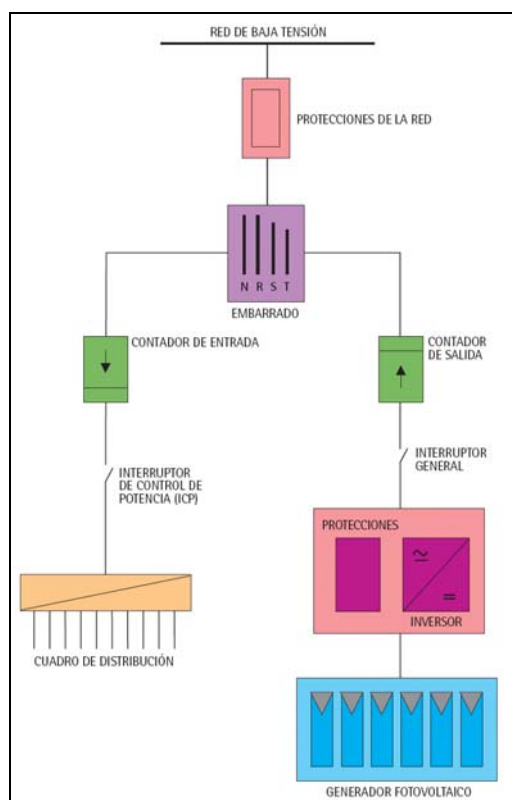 RED DE BAJA TENSIÓN
PROTECCIONES DE LA RED
N R S T
EMBARRADO
CONTADOR DE ENTRADA
CONTADOR
DE SALIDA
INTERRUPTOR
DE CONTROL DE
POTENCIA (ICP)
INTERRUPTOR
GENERAL
PROTECCIONES
INVERSOR
CUADRO DE DISTRIBUCIÓN
GENERADOR FOTOVOLTAICO